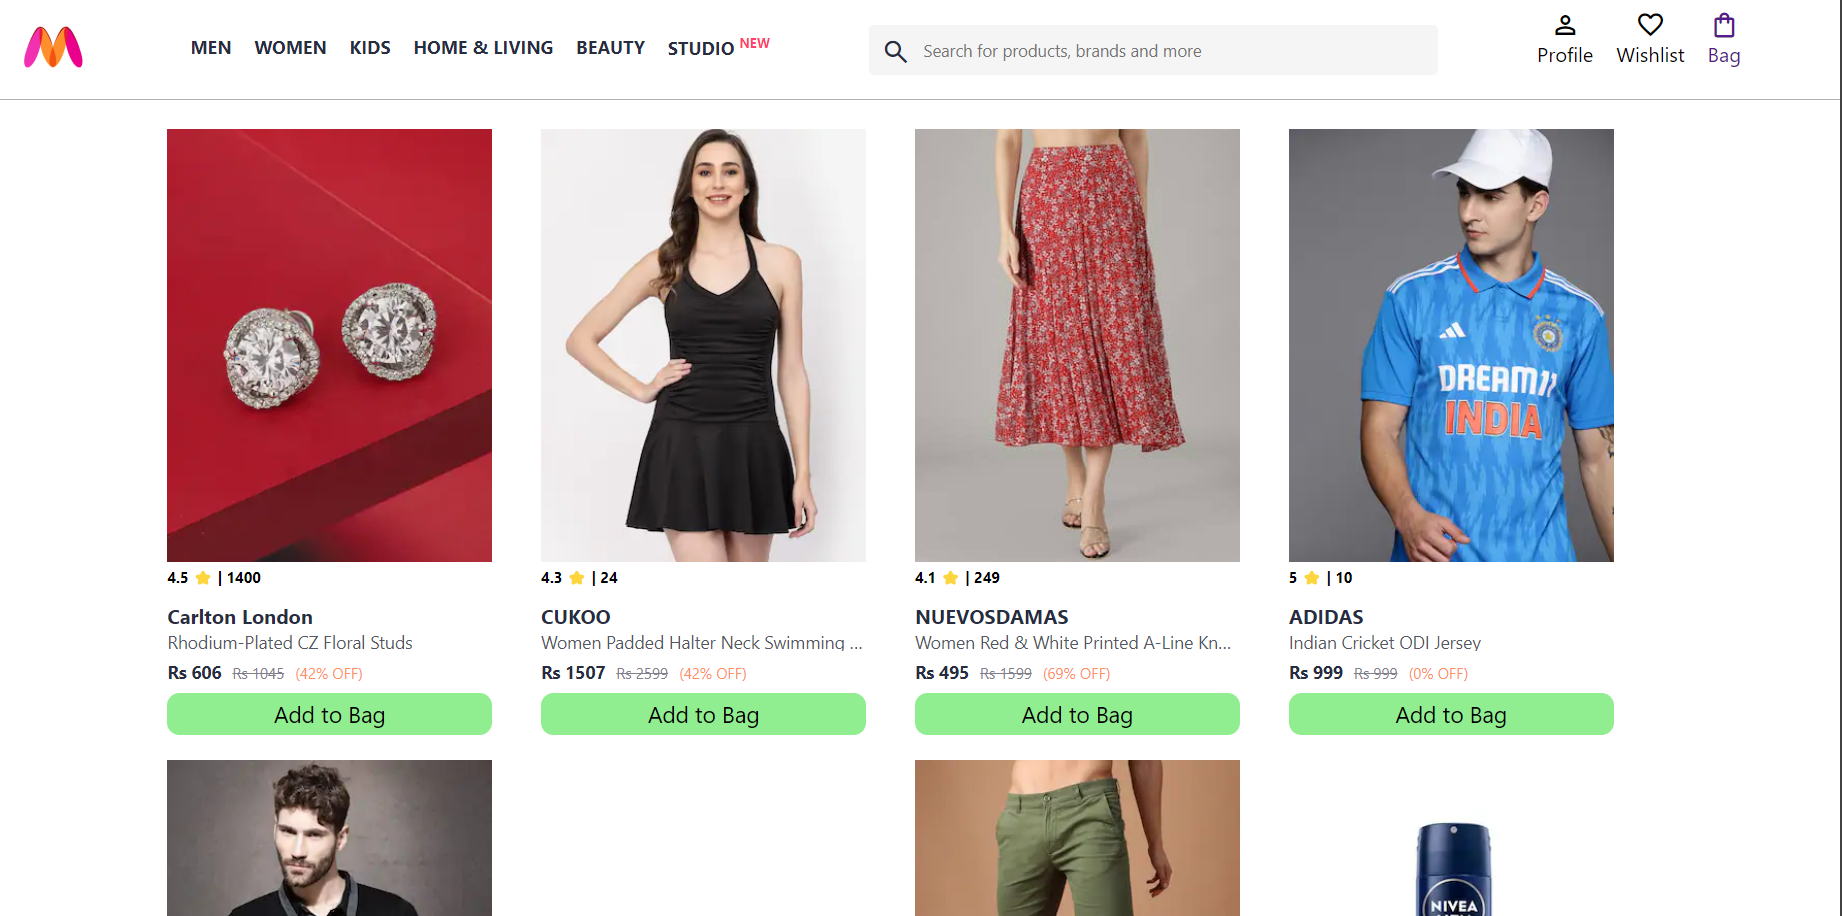 MEN WOMEN KIDS HOME & LIVING BEAUTY STUDIO NEW
Search for products, brands and more
Profile Wishlist Bag
DREAM11
INDIA
4.5 ⭐ | 1400
Carlton London
Rhodium-Plated CZ Floral Studs
Rs 606 Rs 1045 (42% OFF)
Add to Bag
4.3 ⭐ | 24
CUKOO
Women Padded Halter Neck Swimming ...
Rs 1507 Rs 2599 (42% OFF)
Add to Bag
4.1 ⭐ | 249
NUEVOSDAMAS
Women Red & White Printed A-Line Kn...
Rs 495 Rs 1599 (69% OFF)
Add to Bag
5 ⭐ | 10
ADIDAS
Indian Cricket ODI Jersey
Rs 999 Rs 999 (0% OFF)
Add to Bag
NIVEA
MEN